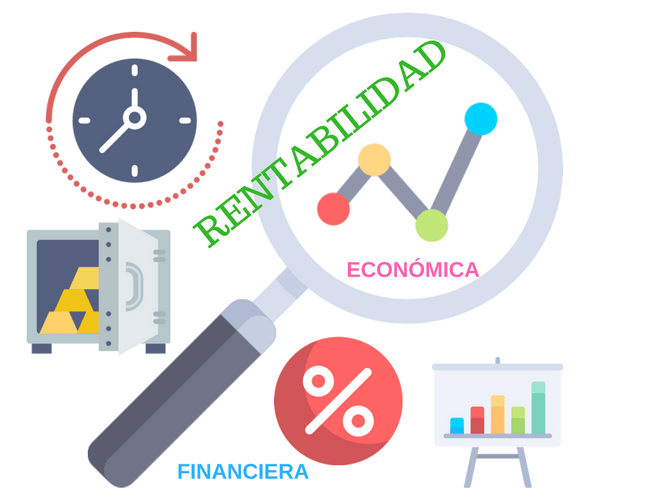 RENTABILIDAD
ECONÓMICA
%
FINANCIERA